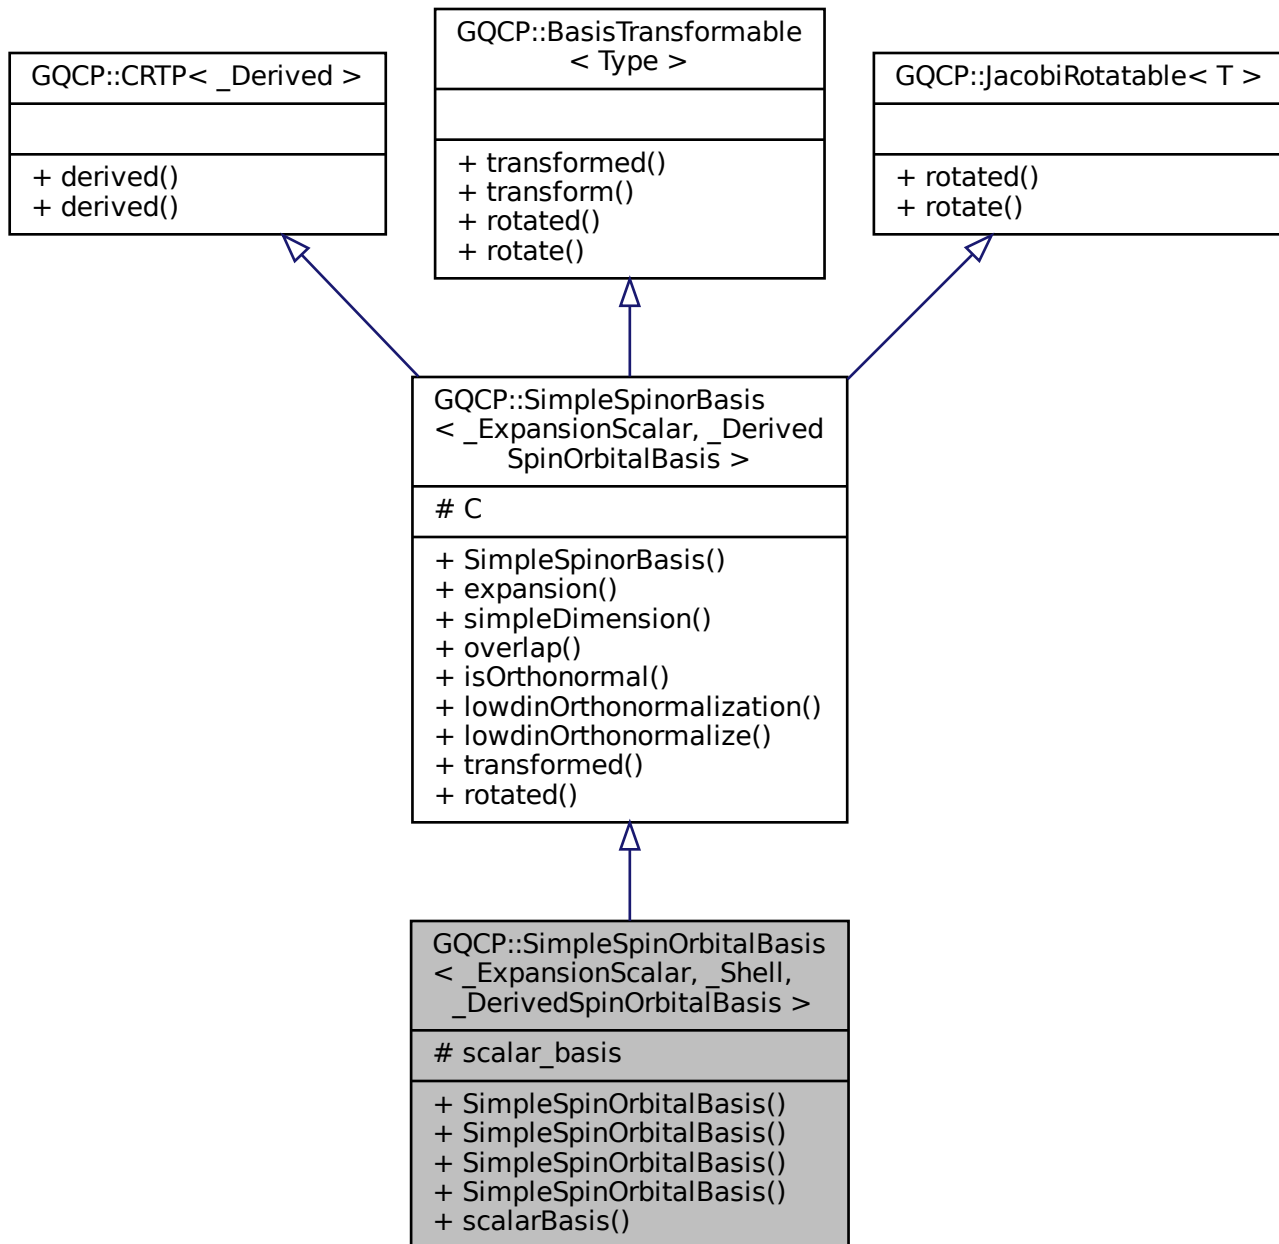 GQCP::CRTP< _Derived >
+ derived()
+ derived()
GQCP::BasisTransformable
< Type >
+ transformed()
+ transform()
+ rotated()
+ rotate()
GQCP::JacobiRotatable< T >
+ rotated()
+ rotate()
GQCP::SimpleSpinorBasis
< _ExpansionScalar, _Derived
SpinOrbitalBasis >
# C
+ SimpleSpinorBasis()
+ expansion()
+ simpleDimension()
+ overlap()
+ isOrthonormal()
+ lowdinOrthonormalization()
+ lowdinOrthonormalize()
+ transformed()
+ rotated()
GQCP::SimpleSpinOrbitalBasis
< _ExpansionScalar, _Shell,
_DerivedSpinOrbitalBasis >
# scalar_basis
+ SimpleSpinOrbitalBasis()
+ SimpleSpinOrbitalBasis()
+ SimpleSpinOrbitalBasis()
+ SimpleSpinOrbitalBasis()
+ scalarBasis()